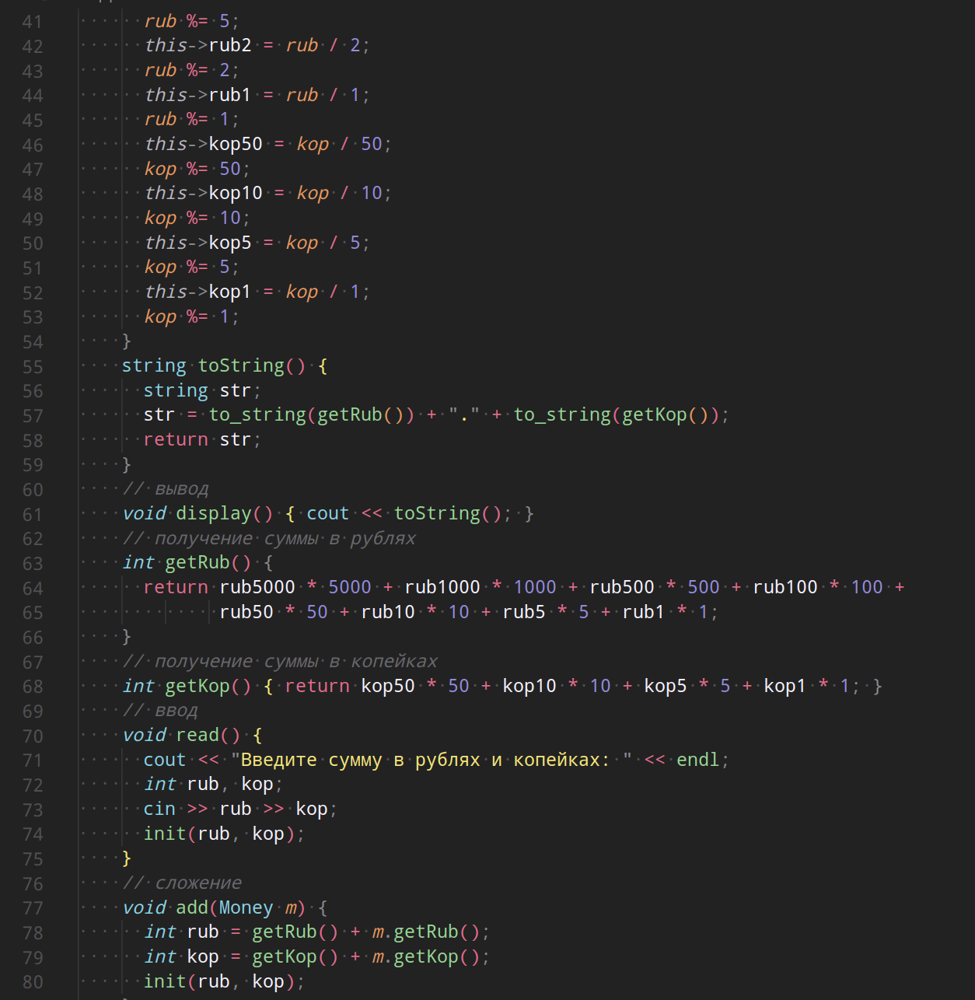 41 rub %= 5;
42 this->rub2 = rub / 2;
43 rub %= 2;
44 this->rub1 = rub / 1;
45 rub %= 1;
46 this->kop50 = kop / 50;
47 kop %= 50;
48 this->kop10 = kop / 10;
49 kop %= 10;
50 this->kop5 = kop / 5;
51 kop %= 5;
52 this->kop1 = kop / 1;
53 kop %= 1;
54 }
55 string toString() {
56 string str;
57 str = to_string(getRub()) + "." + to_string(getKop());
58 return str;
59 }
60 // вывод
61 void display() { cout << toString(); }
62 // получение суммы в рублях
63 int getRub() {
64 return rub5000 * 5000 + rub1000 * 1000 + rub500 * 500 + rub100 * 100 +
65 rub50 * 50 + rub10 * 10 + rub5 * 5 + rub1 * 1;
66 }
67 // получение суммы в копейках
68 int getKop() { return kop50 * 50 + kop10 * 10 + kop5 * 5 + kop1 * 1; }
69 // ввод
70 void read() {
71 cout << "Введите сумму в рублях и копейках: " << endl;
72 int rub, kop;
73 cin >> rub >> kop;
74 init(rub, kop);
75 }
76 // сложение
77 void add(Money m) {
78 int rub = getRub() + m.getRub();
79 int kop = getKop() + m.getKop();
80 init(rub, kop);